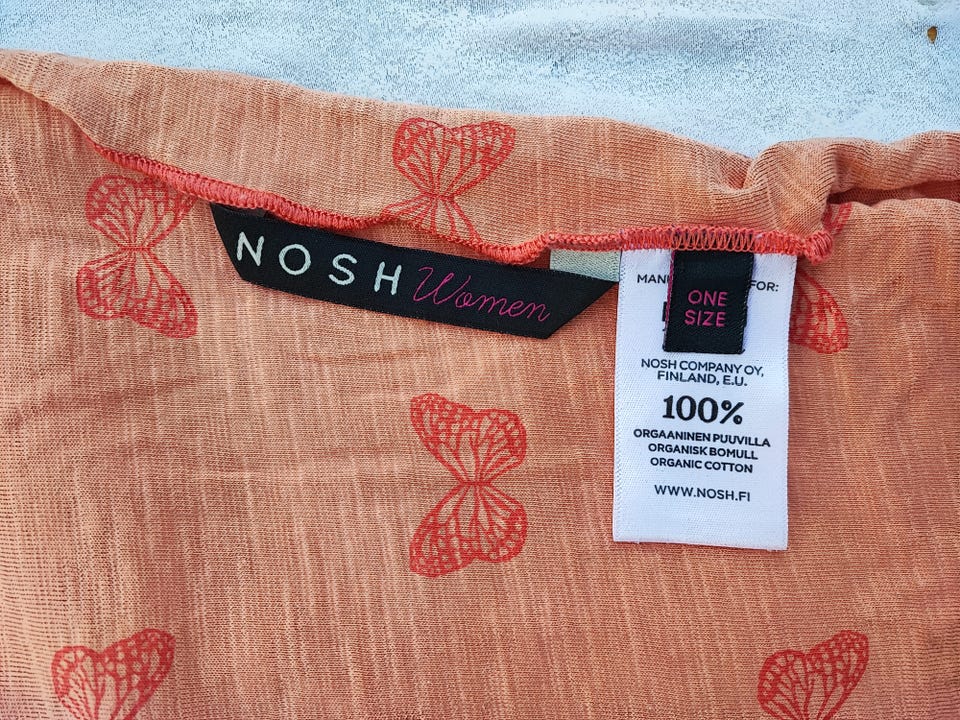 NOSH Women
ONE
SIZE
FOR:
NOSH COMPANY OY,
FINLAND, E.U.
100%
ORGAANINEN PUUVILLA
ORGANISK BOMULL
ORGANIC COTTON
WWW.NOSH.FI